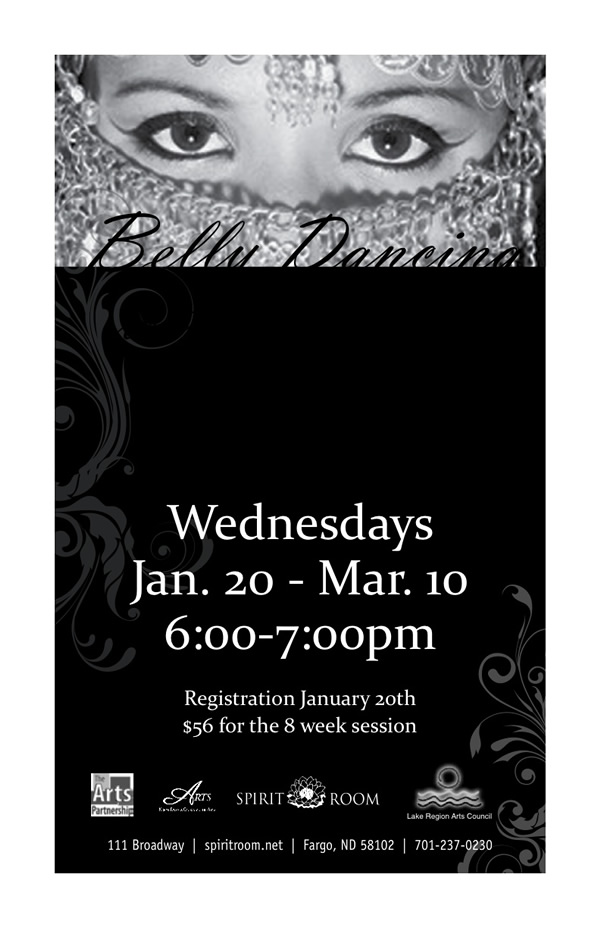 Belly Dancing
Wednesdays
Jan. 20 - Mar. 10
6:00-7:00pm
Registration January 20th
$56 for the 8 week session
The
Arts
Partnership
ARTS
SPIRIT ROOM
Lake Region Arts Council
111 Broadway | spiritroom.net | Fargo, ND 58102 | 701-237-0230